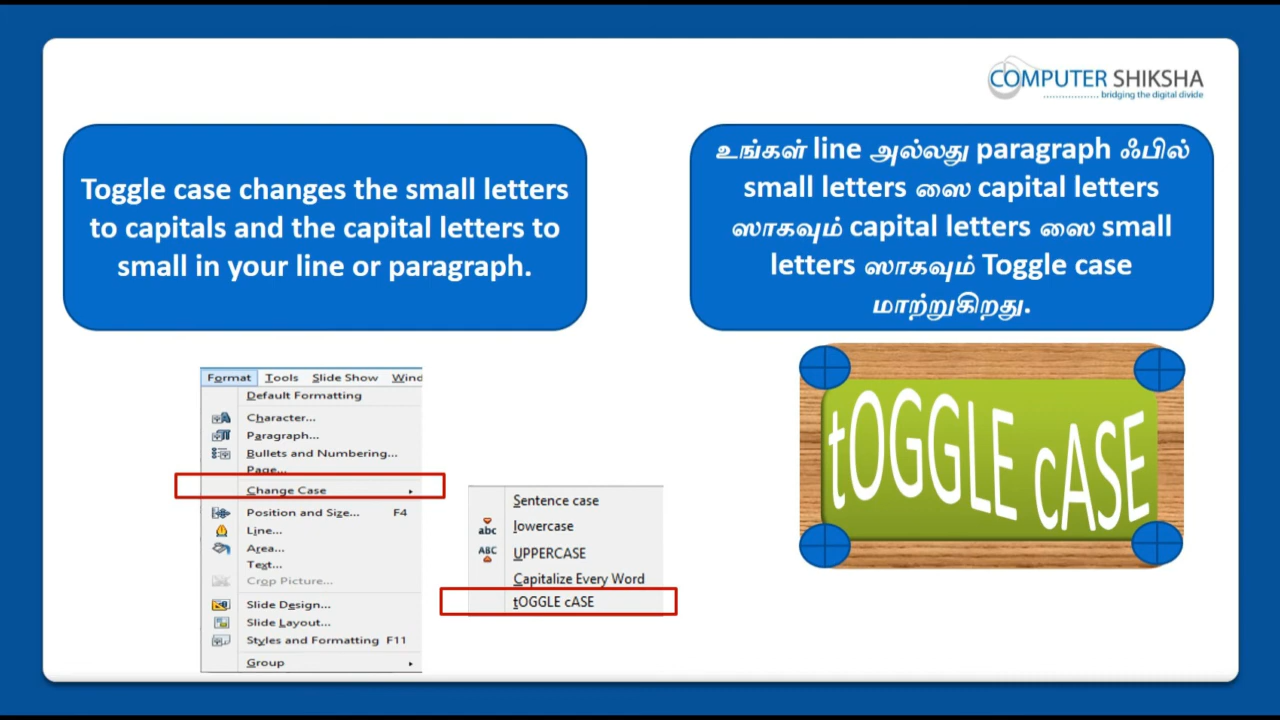 COMPUTER SHIKSHA
bridging the digital divide
Toggle case changes the small letters
to capitals and the capital letters to
small in your line or paragraph.
உங்கள் line அல்லது paragraph ஃபில்
small letters ஸை capital letters
ஸாகவும் capital letters ஸை small
letters ஸாகவும் Toggle case
மாற்றுகிறது.
Format Tools Slide Show Wind
Default Formatting
Character...
Paragraph...
Bullets and Numbering...
Page...
Change Case
Position and Size... F4
Line...
Area...
Text...
Crop Picture...
Slide Design...
Slide Layout...
Styles and Formatting F11
Group
Sentence case
lowercase
abc
UPPERCASE
ABC
Capitalize Every Word
tOGGLE cASE
tOGGLE cASE